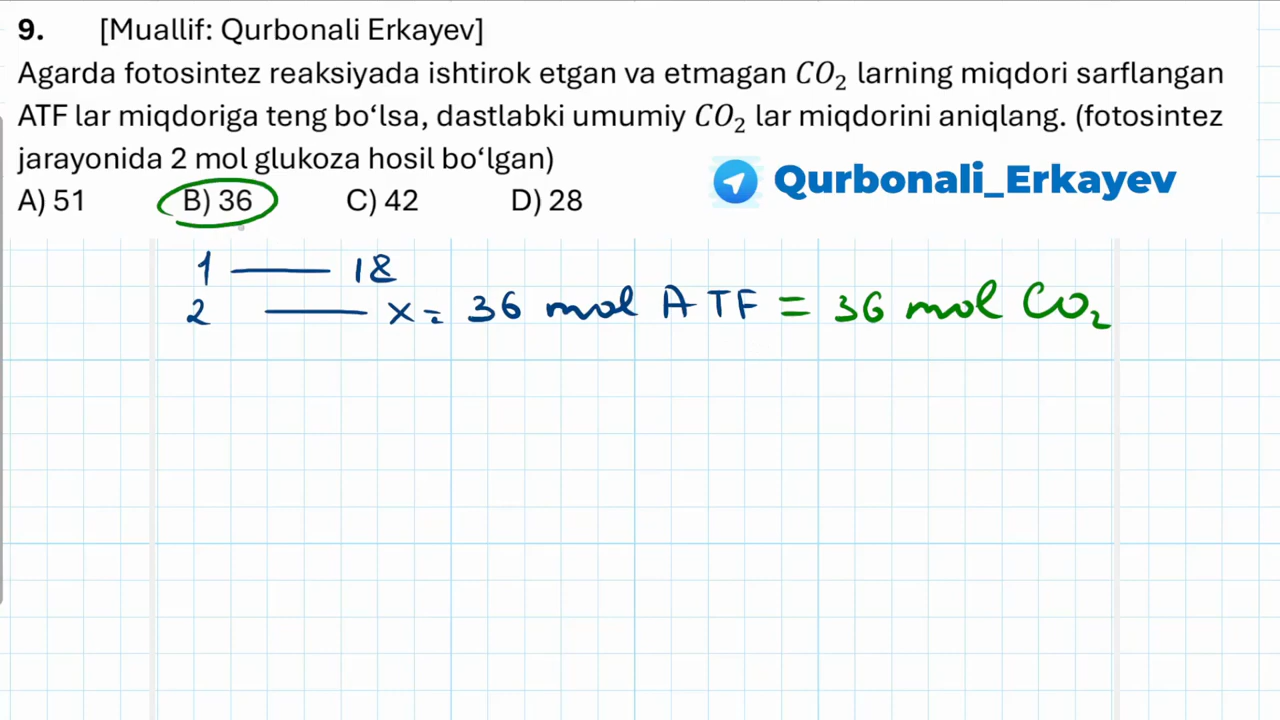 9. [Muallif: Qurbonali Erkayev]
Agarda fotosintez reaksiyada ishtirok etgan va etmagan CO₂ larning miqdori sarflangan
ATF lar miqdoriga teng bo‘lsa, dastlabki umumiy CO₂ lar miqdorini aniqlang. (fotosintez
jarayonida 2 mol glukoza hosil bo‘lgan)
Qurbonali_Erkayev
A) 51 B) 36 C) 42 D) 28
1 — 18
2 — x = 36 mol ATF = 36 mol CO₂